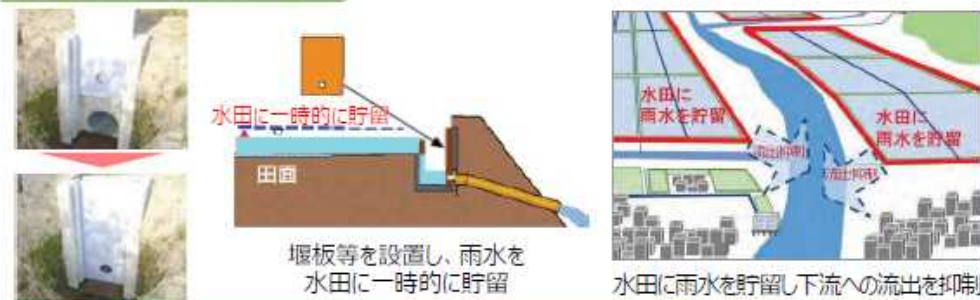 水田に一時的に貯留
田面
堰板等を設置し、雨水を
水田に一時的に貯留
水田に
雨水を貯留
水田に
雨水を貯留
流出抑制
流出抑制
水田に雨水を貯留し下流への流出を抑制